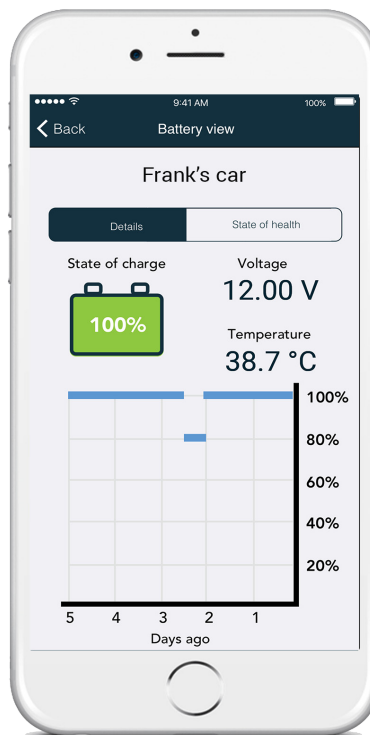 9:41 AM 100%
Back Battery view
Frank's car
Details State of health
State of charge Voltage
12.00 V
100%
Temperature
38.7 °C
100%
80%
60%
40%
20%
5 4 3 2 1
Days ago